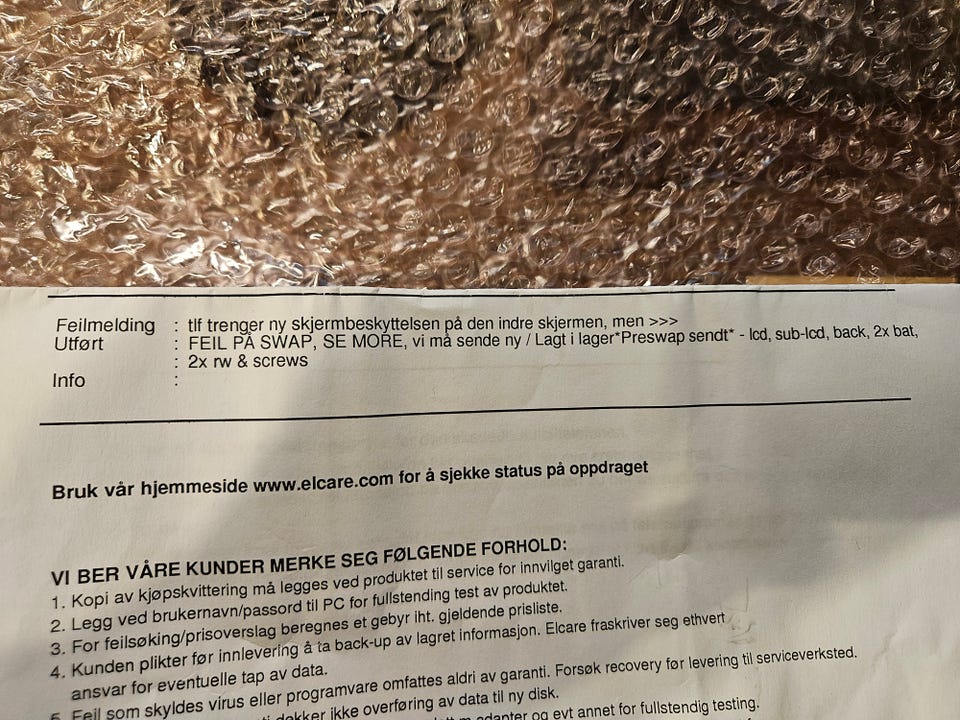 Feilmelding : tlf trenger ny skjermbeskyttelsen på den indre skjermen, men >>>
Utført : FEIL PÅ SWAP, SE MORE, vi må sende ny / Lagt i lager*Preswap sendt* - lcd, sub-lcd, back, 2x bat,
: 2x rw & screws
Info :
Bruk vår hjemmeside www.elcare.com for å sjekke status på oppdraget
VI BER VÅRE KUNDER MERKE SEG FØLGENDE FORHOLD:
1. Kopi av kjøpskvittering må legges ved produktet til service for innvilget garanti.
2. Legg ved brukernavn/passord til PC for fullstending test av produktet.
3. For feilsøking/prisoverslag beregnes et gebyr iht. gjeldende prisliste.
4. Kunden plikter før innlevering å ta back-up av lagret informasjon. Elcare fraskriver seg ethvert
ansvar for eventuelle tap av data.
5. Feil som skyldes virus eller programvare omfattes aldri av garanti. Forsøk recovery før levering til serviceverksted.
dekker ikke overføring av data til ny disk.
adapter og evt annet for fullstendig testing.